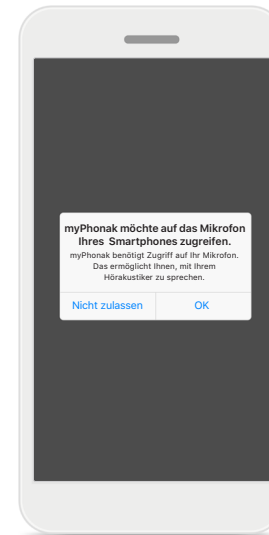 myPhonak möchte auf das Mikrofon
Ihres Smartphones zugreifen.
myPhonak benötigt Zugriff auf Ihr Mikrofon.
Das ermöglicht Ihnen, mit Ihrem
Hörakustiker zu sprechen.
Nicht zulassen OK